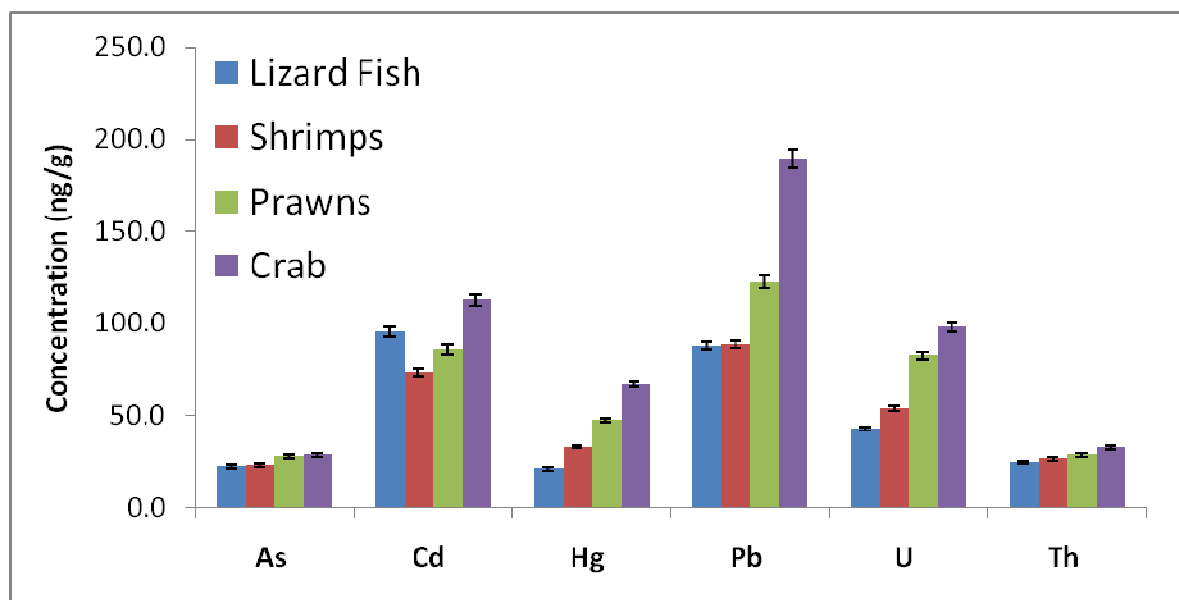 250.0
200.0
150.0
100.0
50.0
0.0
Concentration (ng/g)
Lizard Fish
Shrimps
Prawns
Crab
As Cd Hg Pb U Th